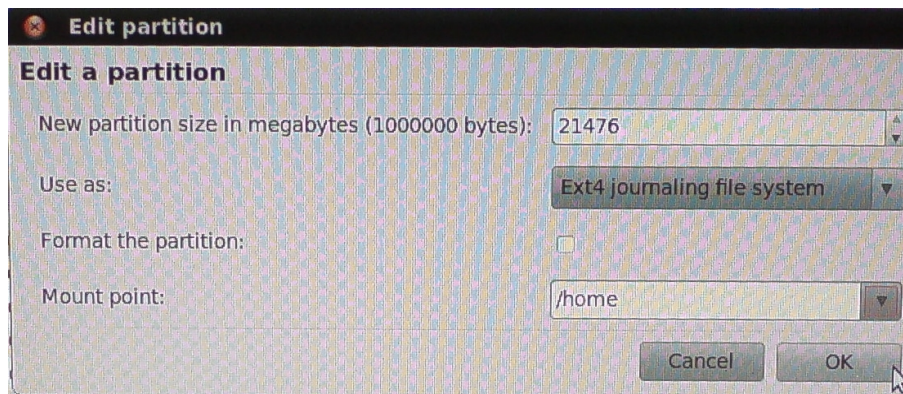 Edit partition
Edit a partition
New partition size in megabytes (1000000 bytes): 21476
Use as: Ext4 journaling file system
Format the partition:
Mount point: /home
Cancel OK